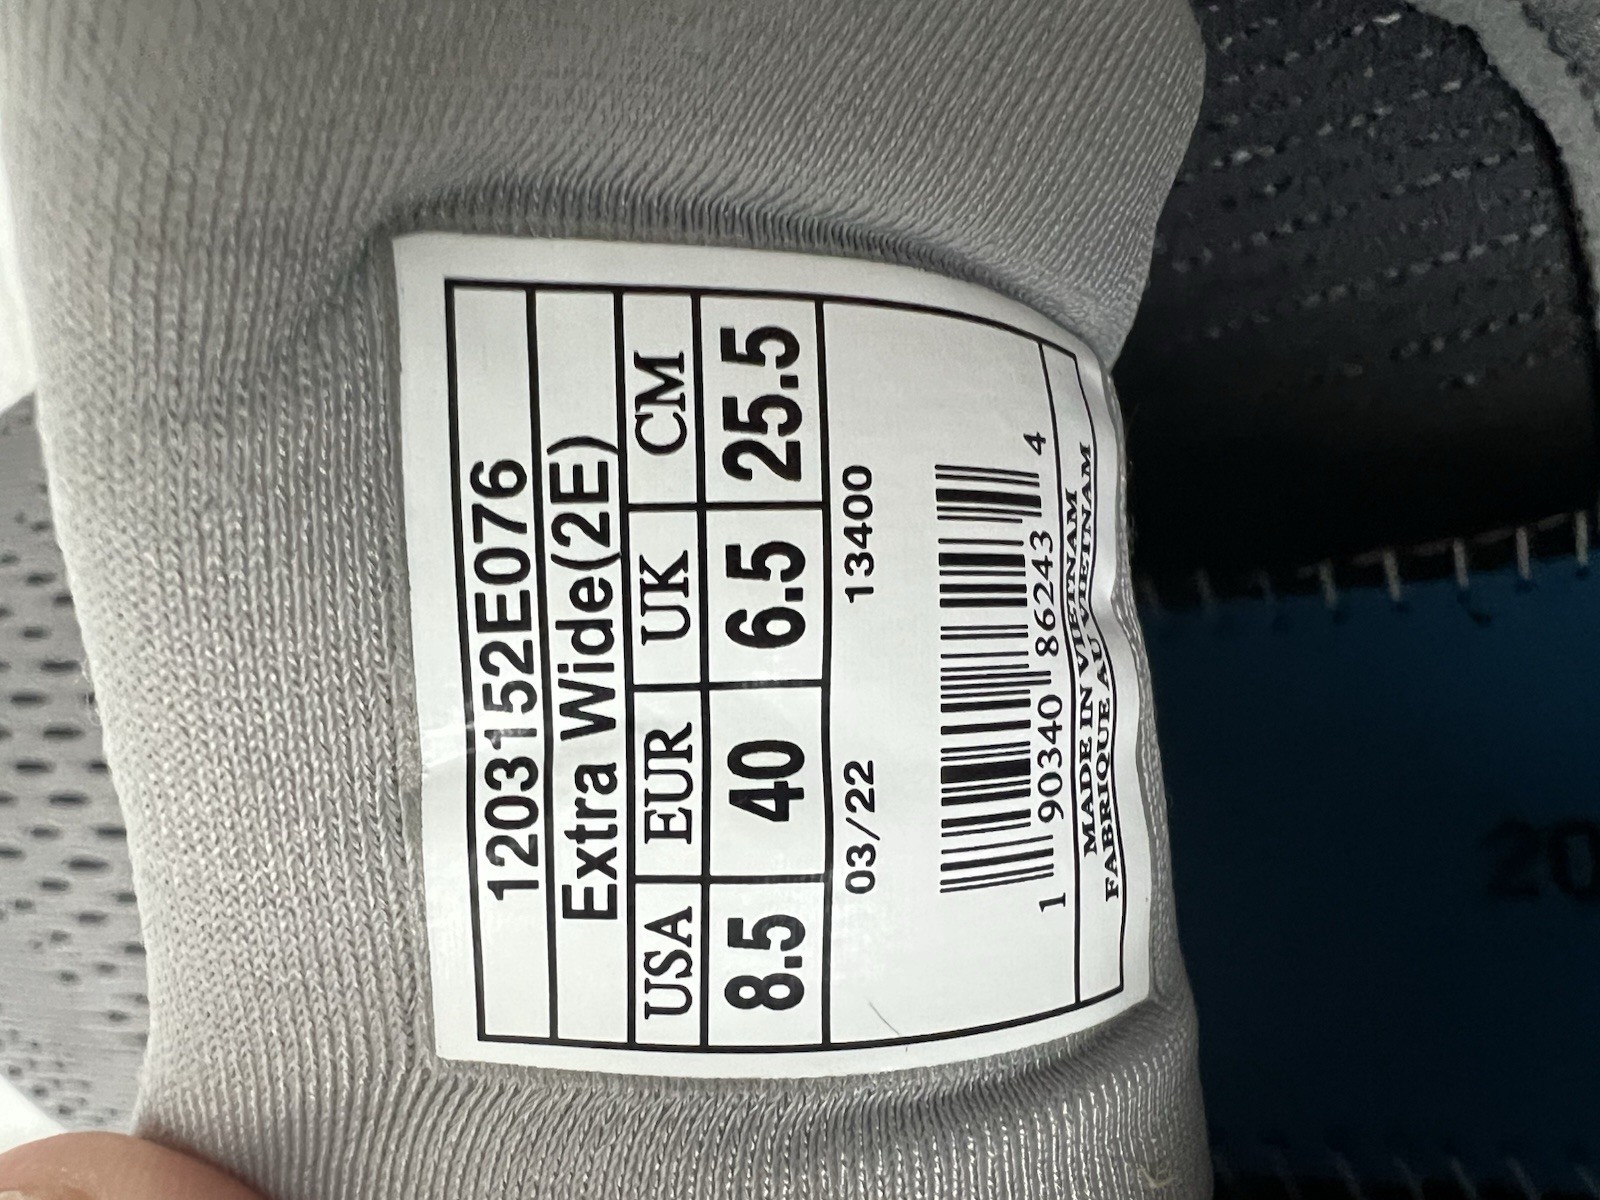 1203152E076
Extra Wide(2E)
USA EUR UK CM
8.5 40 6.5 25.5
03/22 13400
1 90340 86243 4
MADE IN VIETNAM
FABRIQUE AU VIETNAM
20